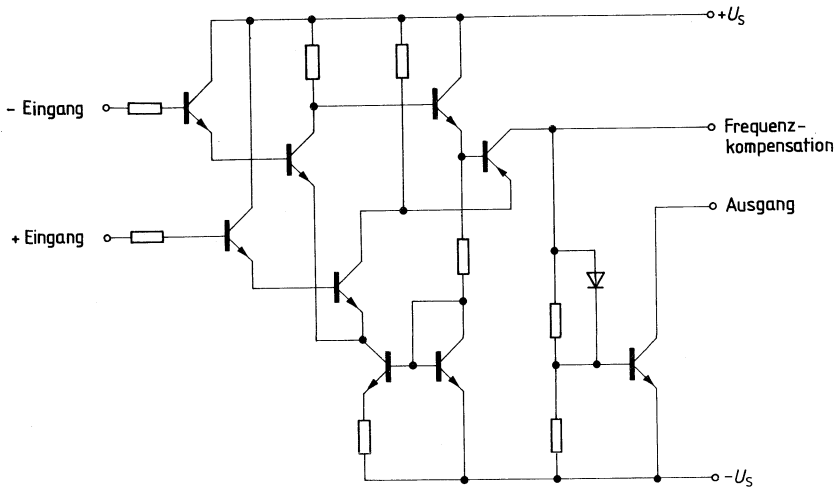 +U_S
− Eingang
Frequenz-
kompensation
Ausgang
+ Eingang
−U_S